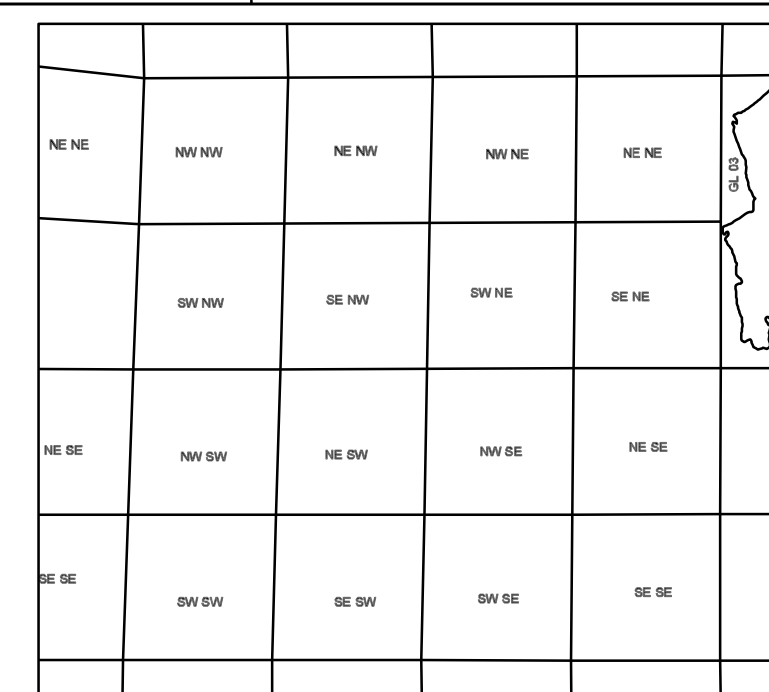 NE NE
NW NW
NE NW
NW NE
NE NE
GL 03
SW NW
SE NW
SW NE
SE NE
NE SE
NW SW
NE SW
NW SE
NE SE
SE SE
SW SW
SE SW
SW SE
SE SE